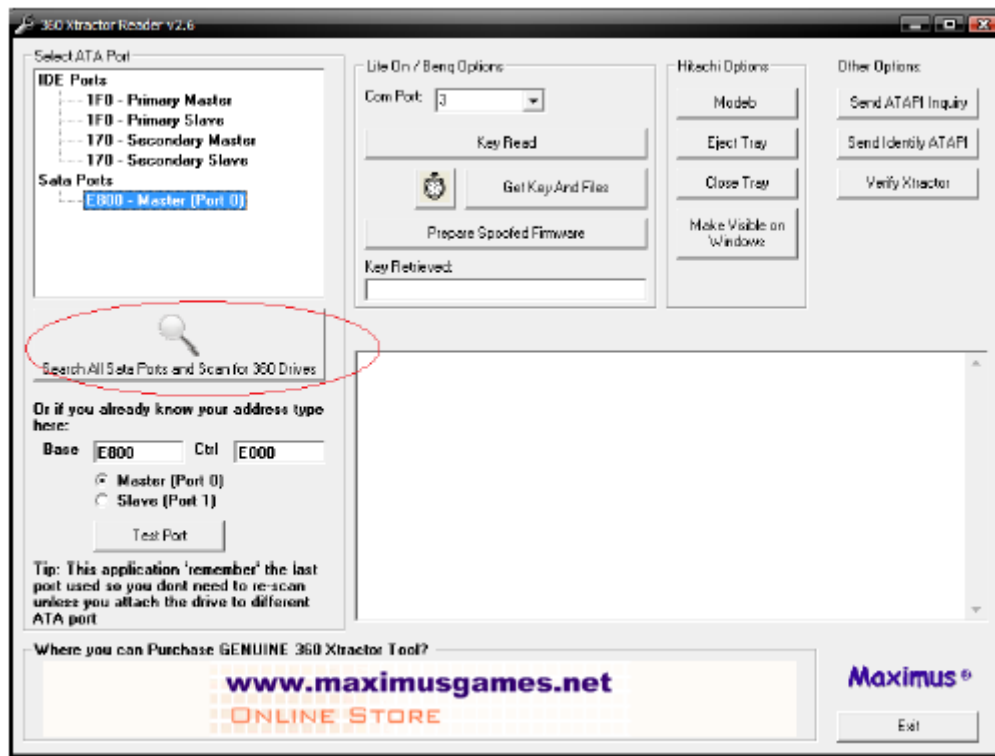 360 Xtractor Reader v2.6
Select ATA Port
IDE Ports
1F0 - Primary Master
1F0 - Primary Slave
170 - Secondary Master
170 - Secondary Slave
Sata Ports
E800 - Master (Port 0)
Search All Sata Ports and Scan for 360 Drives
Or if you already know your address type
here:
Base E800 Ctrl E000
Master (Port 0)
Slave (Port 1)
Test Port
Tip: This application 'remember' the last
port used so you dont need to re-scan
unless you attach the drive to different
ATA port
Lite On / Benq Options
Com Port: 3
Key Read
Get Key And Files
Prepare Spoofed Firmware
Key Retrieved:
Hitachi Options
Modeb
Eject Tray
Close Tray
Make Visible on
Windows
Other Options:
Send ATAPI Inquiry
Send Identify ATAPI
Verify Xtractor
Where you can Purchase GENUINE 360 Xtractor Tool?
www.maximusgames.net
ONLINE STORE
Maximus
Exit